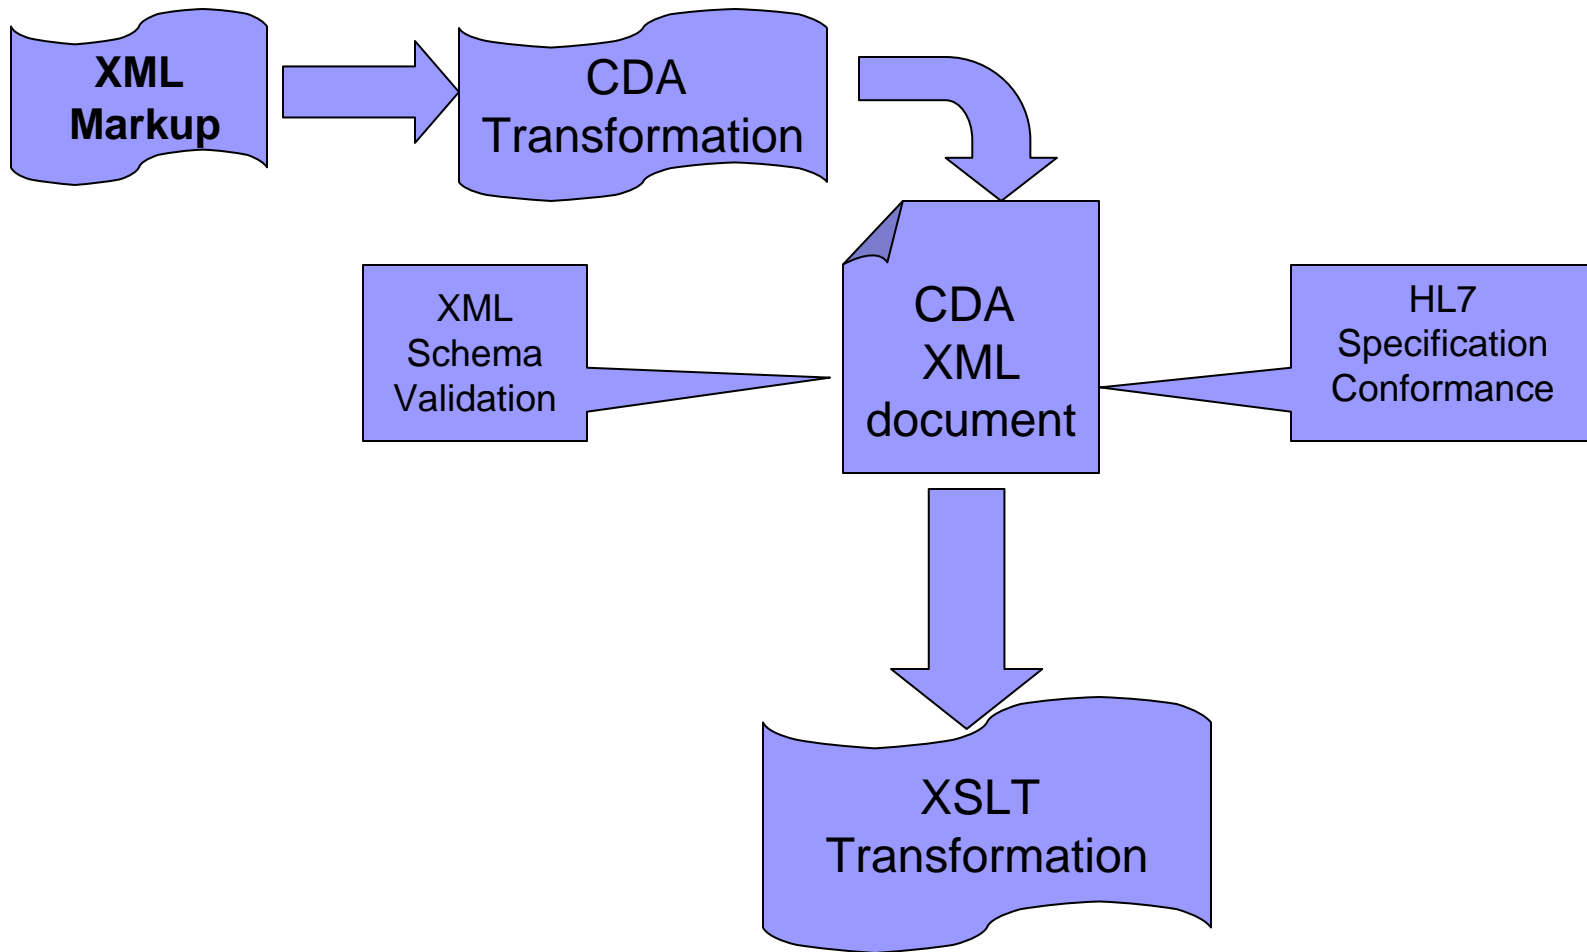 XML
Markup
CDA
Transformation
XML
Schema
Validation
CDA
XML
document
HL7
Specification
Conformance
XSLT
Transformation